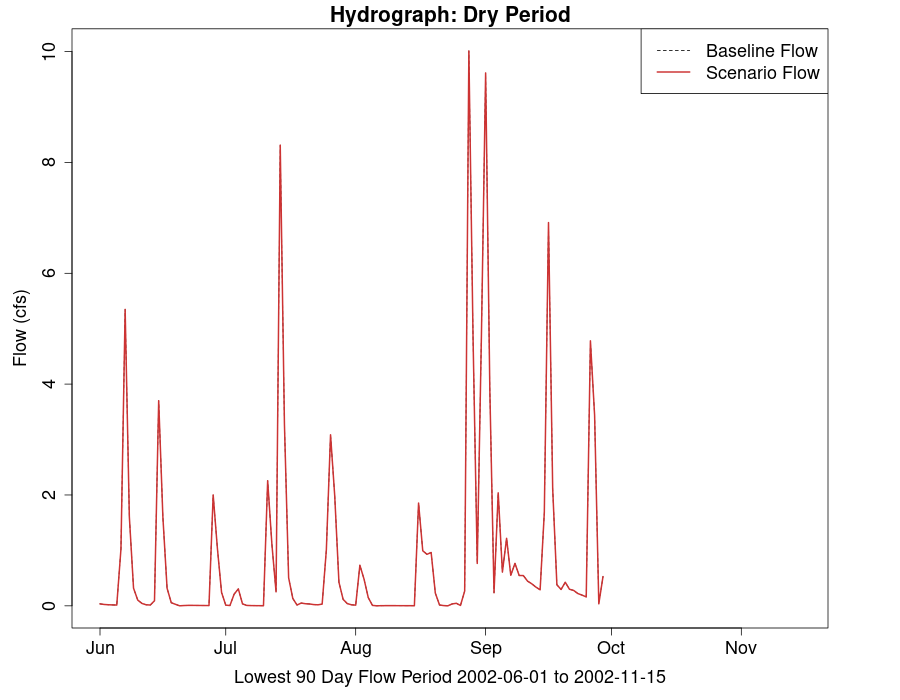 Hydrograph: Dry Period
Baseline Flow
Scenario Flow
10
8
6
4
2
0
Flow (cfs)
Jun Jul Aug Sep Oct Nov
Lowest 90 Day Flow Period 2002-06-01 to 2002-11-15